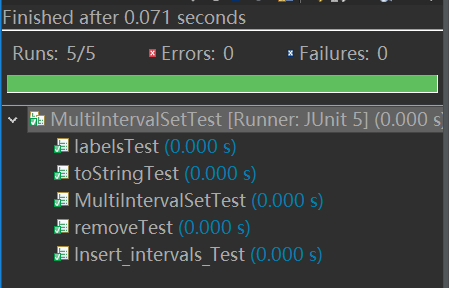 Finished after 0.071 seconds
Runs: 5/5 Errors: 0 Failures: 0
MultiIntervalSetTest [Runner: JUnit 5] (0.000 s)
labelsTest (0.000 s)
toStringTest (0.000 s)
MultiIntervalSetTest (0.000 s)
removeTest (0.000 s)
Insert_intervals_Test (0.000 s)